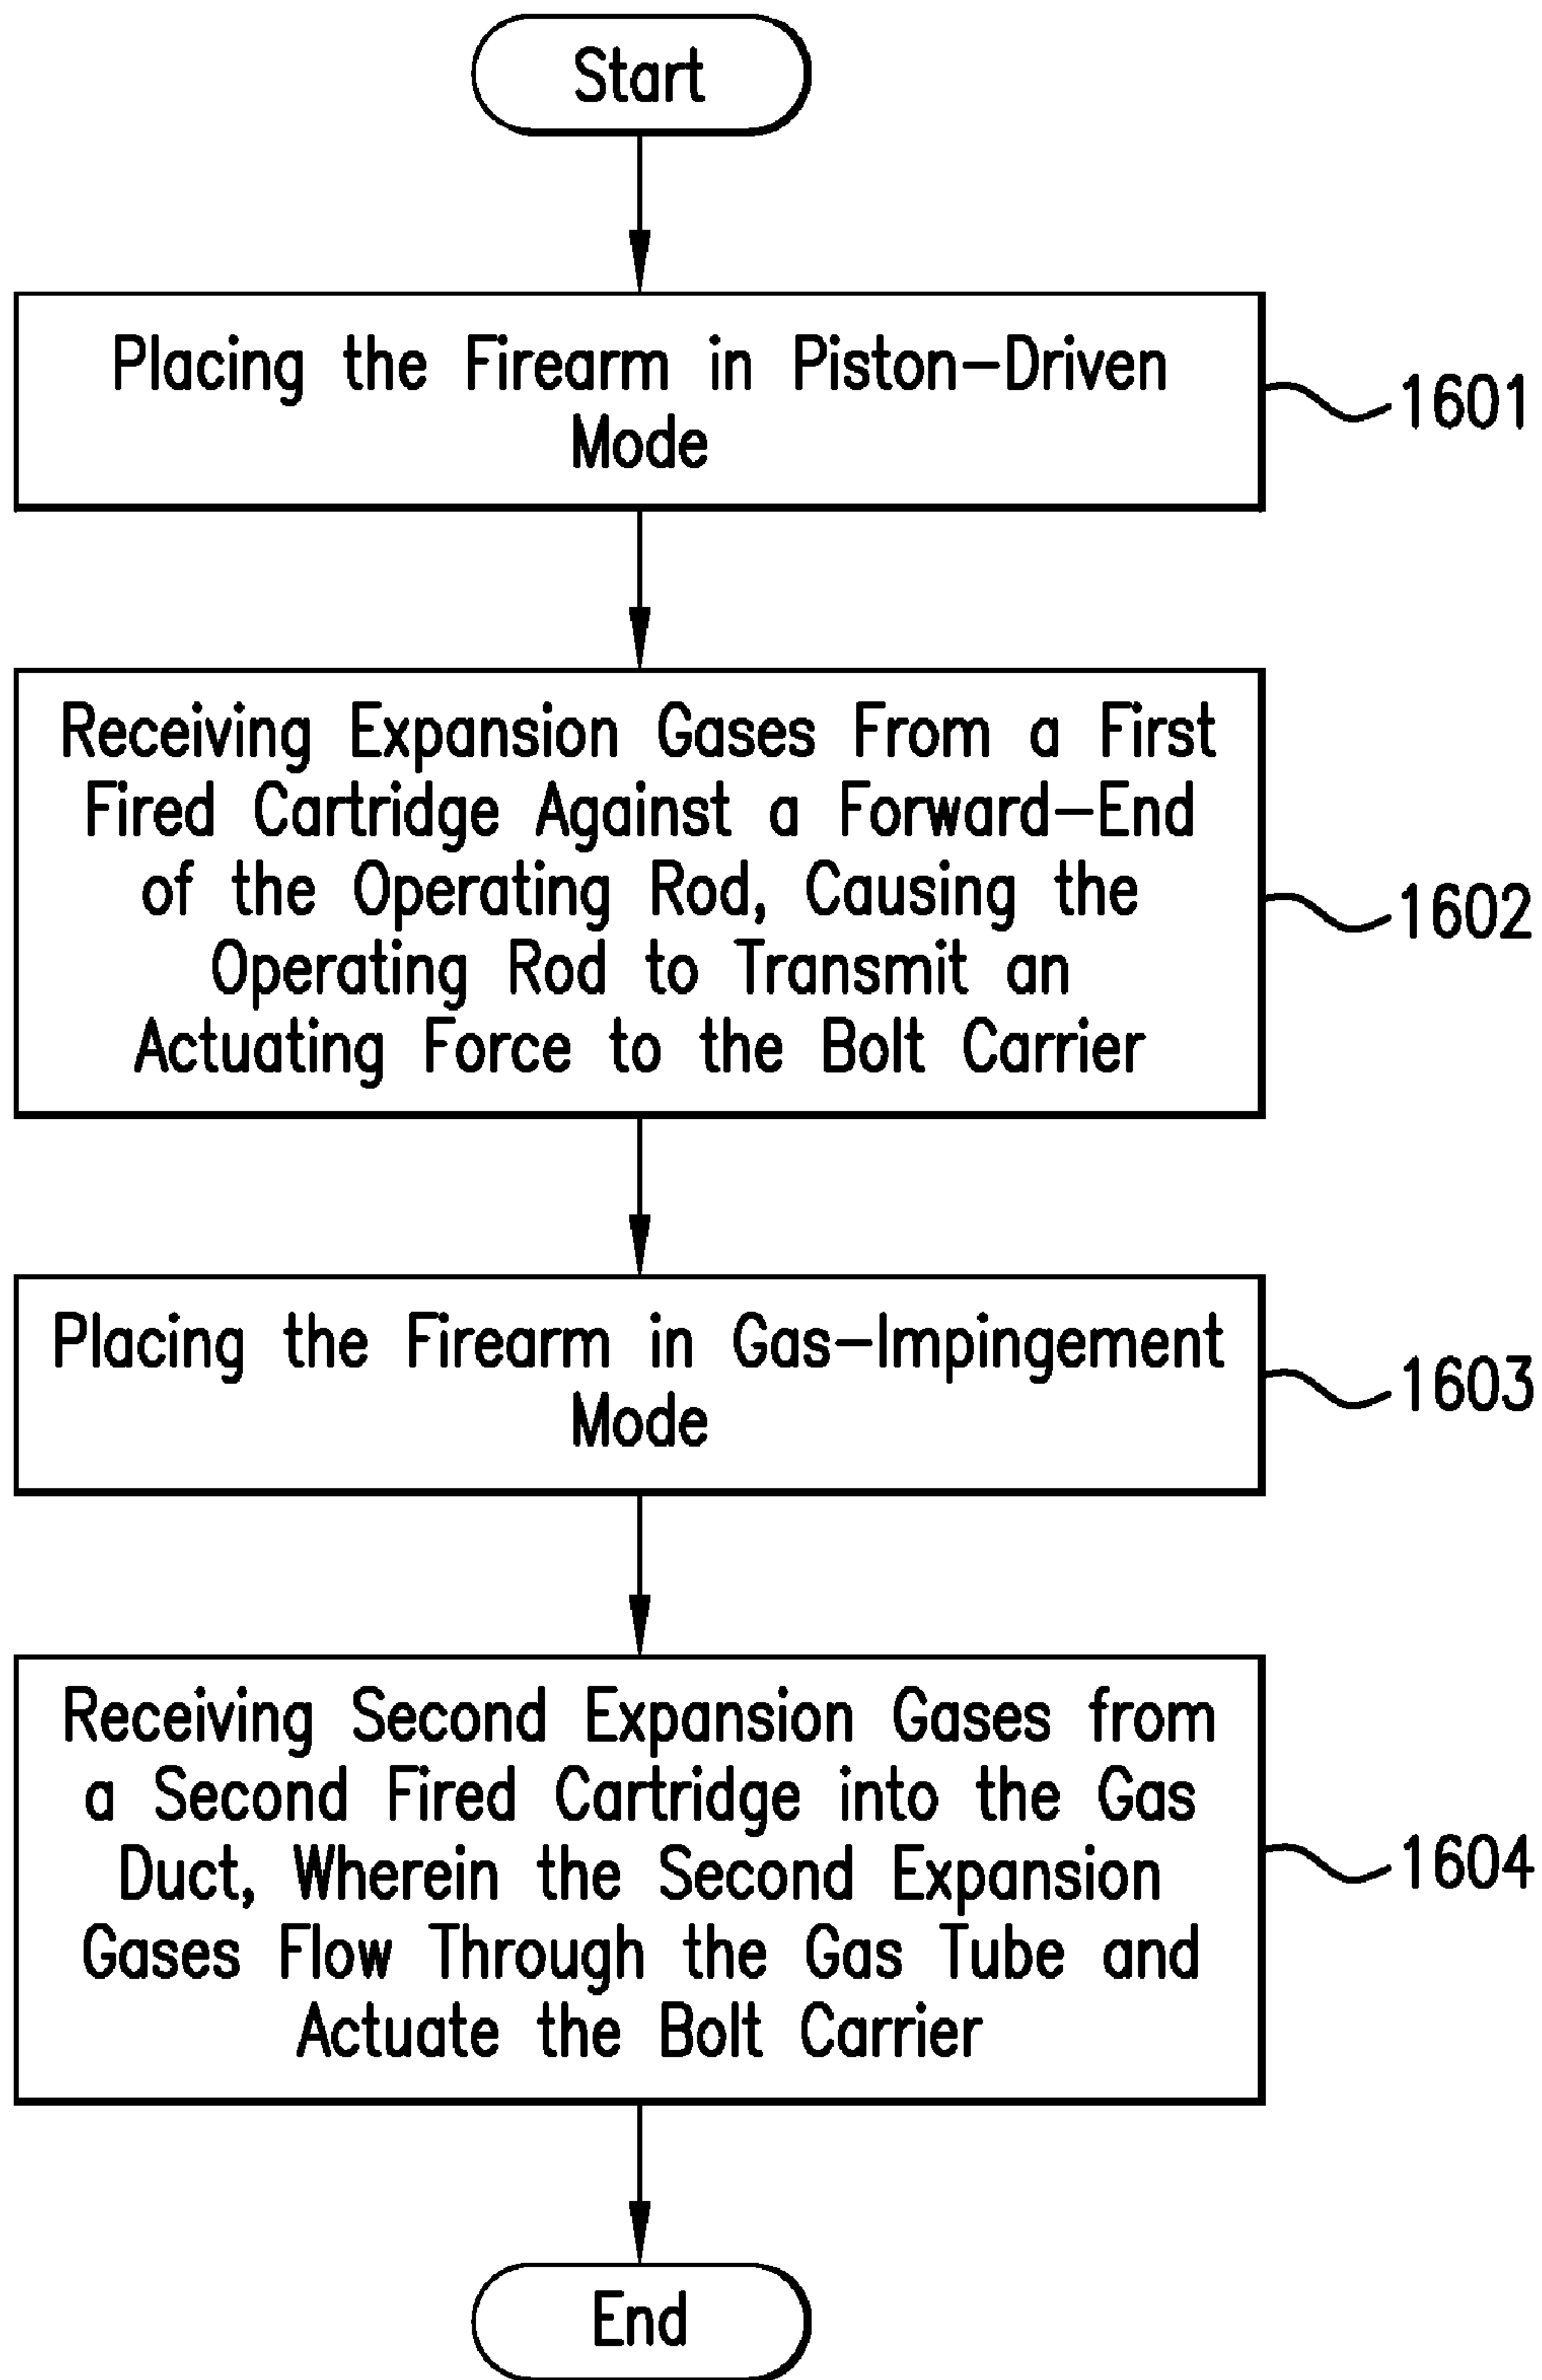 Start
Placing the Firearm in Piston-Driven
Mode
1601
Receiving Expansion Gases From a First
Fired Cartridge Against a Forward-End
of the Operating Rod, Causing the
Operating Rod to Transmit an
Actuating Force to the Bolt Carrier
1602
Placing the Firearm in Gas-Impingement
Mode
1603
Receiving Second Expansion Gases from
a Second Fired Cartridge into the Gas
Duct, Wherein the Second Expansion
Gases Flow Through the Gas Tube and
Actuate the Bolt Carrier
1604
End